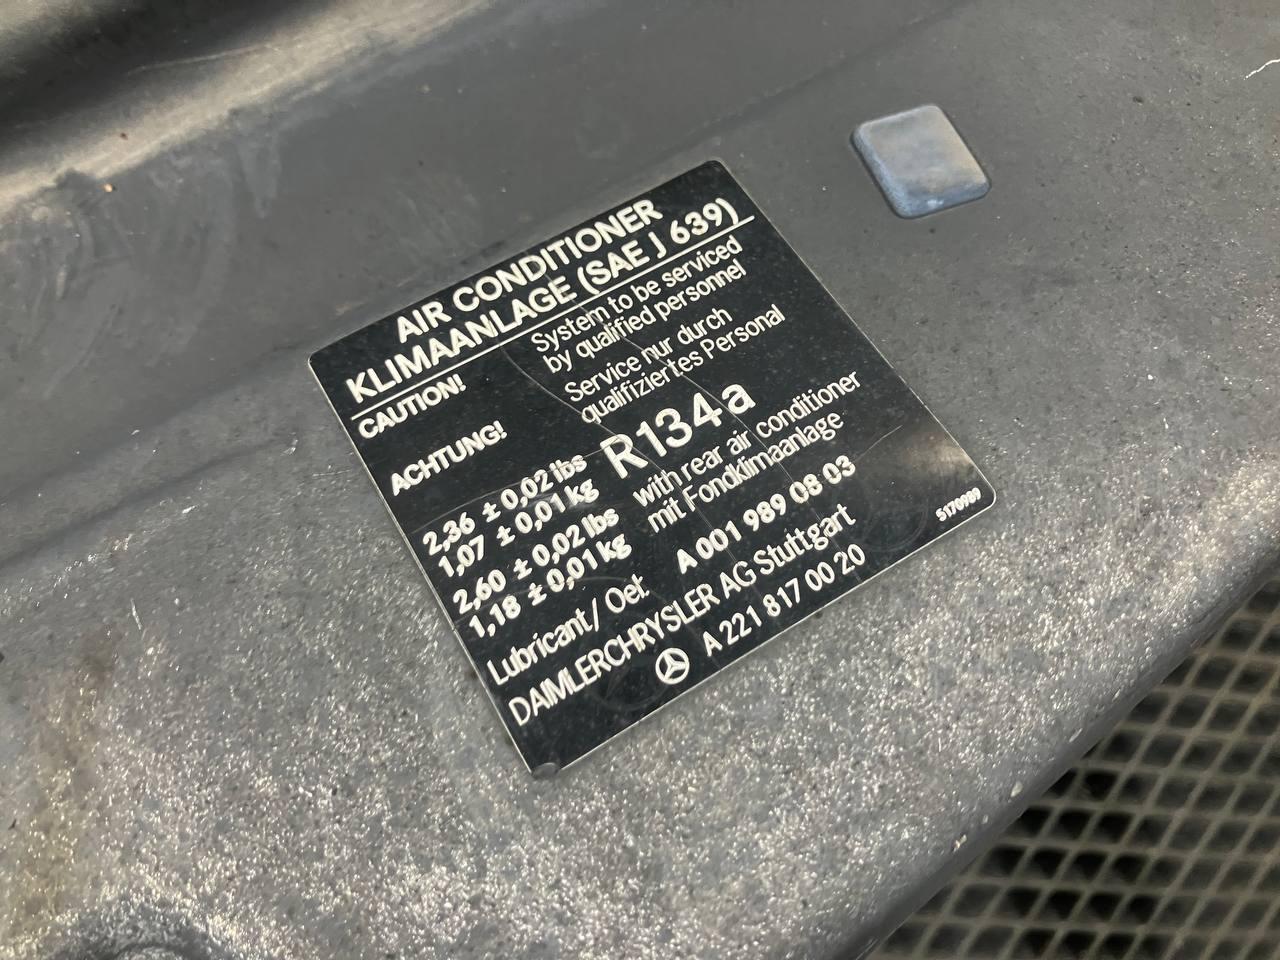 AIR CONDITIONER
KLIMAANLAGE (SAE J 639)
CAUTION! System to be serviced
by qualified personnel
ACHTUNG! Service nur durch
qualifiziertes Personal
2,36 ± 0,02 lbs R134a
1,07 ± 0,01 kg
2,60 ± 0,02 lbs with rear air conditioner
1,18 ± 0,01 kg mit Fondklimaanlage
Lubricant / Oel: A 001 989 08 03
DAIMLERCHRYSLER AG Stuttgart
A 221 817 00 20
5170989